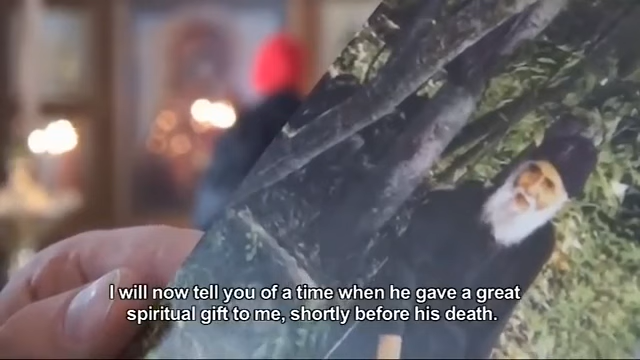 I will now tell you of a time when he gave a great
spiritual gift to me, shortly before his death.